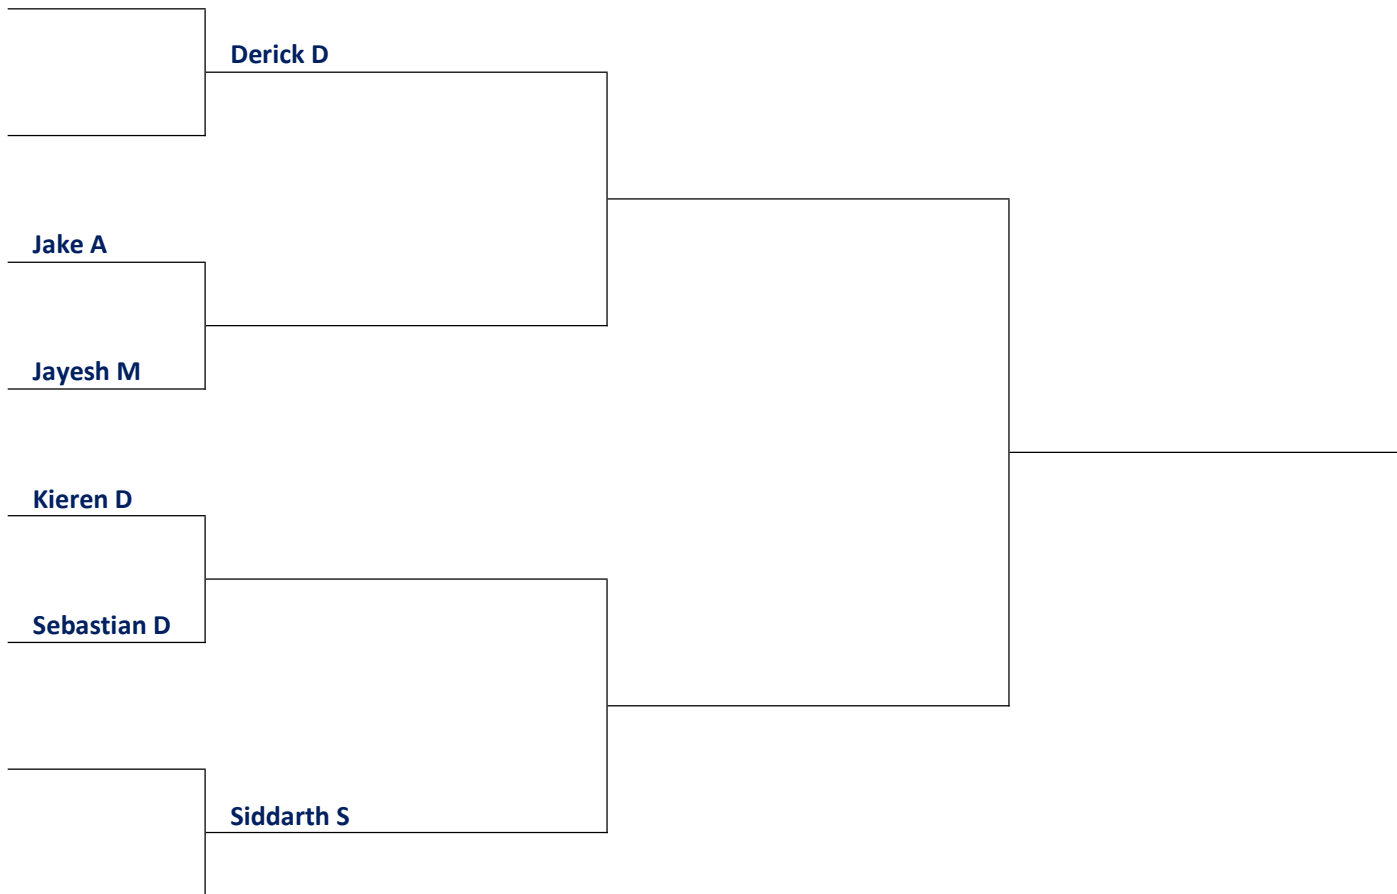 Derick D
Jake A
Jayesh M
Kieren D
Sebastian D
Siddarth S